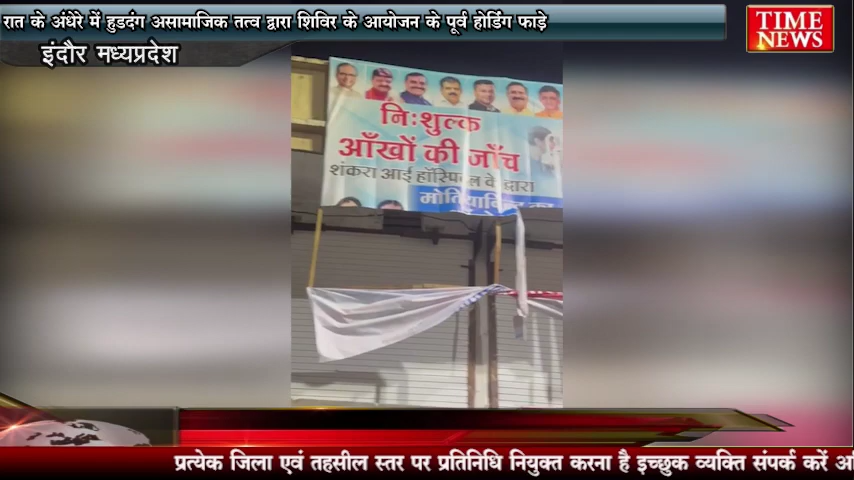 रात के अंधेरे में हुडदंग असामाजिक तत्व द्वारा शिविर के आयोजन के पूर्व होर्डिंग फाड़े
TIME
NEWS
इंदौर मध्यप्रदेश
निःशुल्क
आँखों की जाँच
शंकरा आई हॉस्पिटल के द्वारा
प्रत्येक जिला एवं तहसील स्तर पर प्रतिनिधि नियुक्त करना है इच्छुक व्यक्ति संपर्क करें